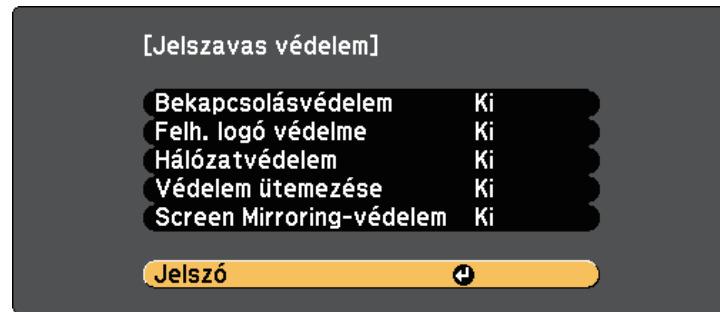 [Jelszavas védelem]
Bekapcsolásvédelem Ki
Felh. logó védelme Ki
Hálózatvédelem Ki
Védelem ütemezése Ki
Screen Mirroring-védelem Ki
Jelszó